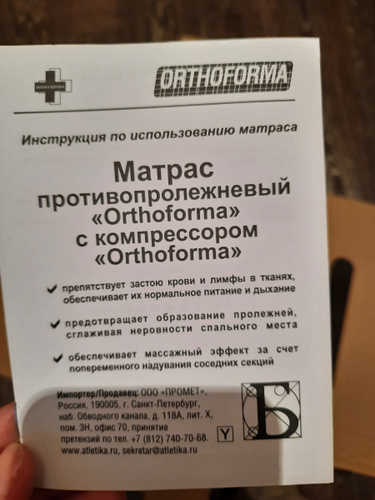 ORTHOFORMA
Инструкция по использованию матраса
Матрас
противопролежневый
«Orthoforma»
с компрессором
«Orthoforma»
препятствует застою крови и лимфы в тканях,
обеспечивает их нормальное питание и дыхание
предотвращает образование пролежней,
сглаживая неровности спального места
обеспечивает массажный эффект за счет
попеременного надувания соседних секций
Импортер/Продавец: ООО «ПРОМЕТ»,
Россия, 190005, г. Санкт-Петербург,
наб. Обводного канала, д. 118А, лит. Х,
пом. 3Н, офис 70, принятие
претензий по тел. +7 (812) 740-70-68.
www.atletika.ru, sekretar@atletika.ru
Y
Б